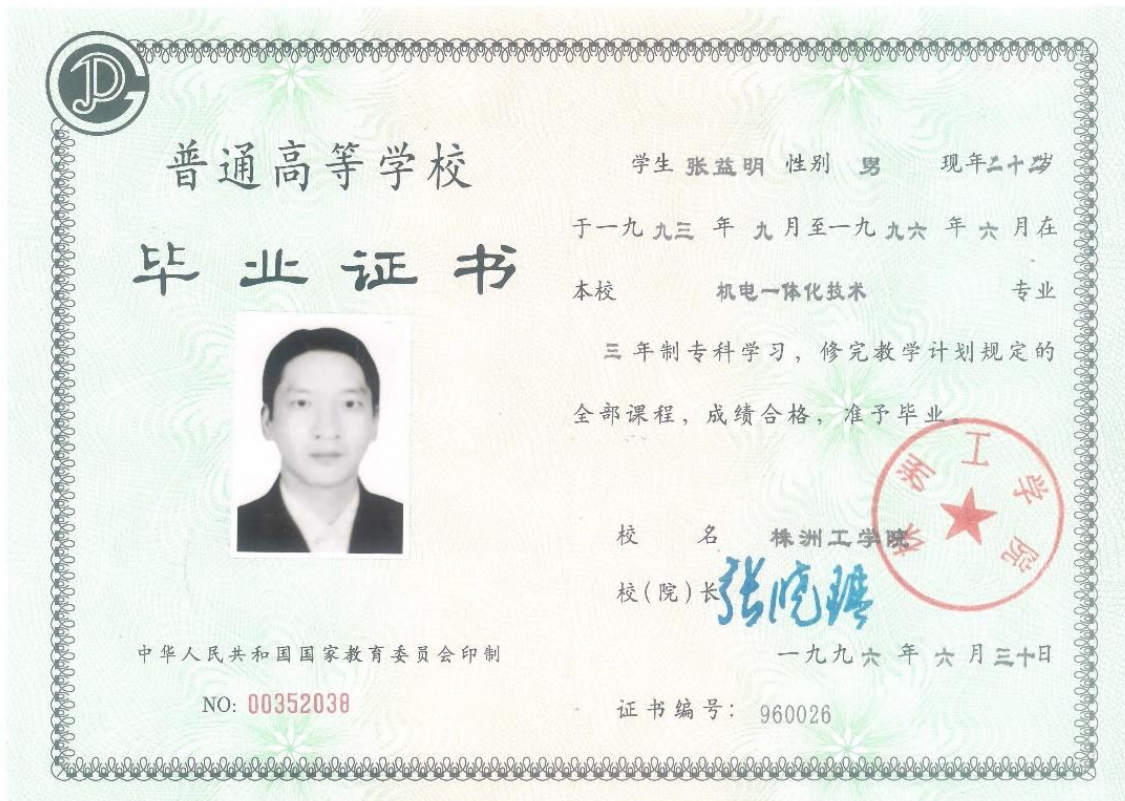 普通高等学校
毕业证书
中华人民共和国国家教育委员会印制
NO: 00352038
学生 张益明 性别 男 现年二十 岁
于一九九三年九月至一九九六年六月在
本校 机电一体化技术 专业
三年制专科学习，修完教学计划规定的
全部课程，成绩合格，准予毕业。
校 名 株洲工学院
校(院)长
一九九六年六月三十日
证书编号： 960026
株洲工学院